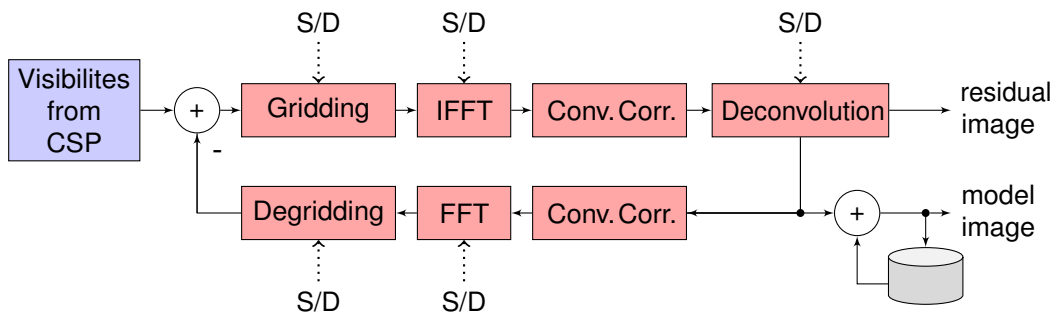 S/D
S/D
S/D
Visibilites
from
CSP
+
Gridding
IFFT
Conv. Corr.
Deconvolution
residual
image
-
Degridding
FFT
Conv. Corr.
+
model
image
S/D
S/D